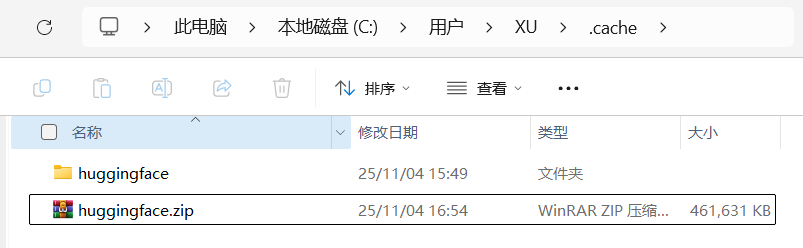 此电脑 > 本地磁盘 (C:) > 用户 > XU > .cache >
排序 查看 •••
名称 修改日期 类型 大小
huggingface 25/11/04 15:49 文件夹
huggingface.zip 25/11/04 16:54 WinRAR ZIP 压缩... 461,631 KB